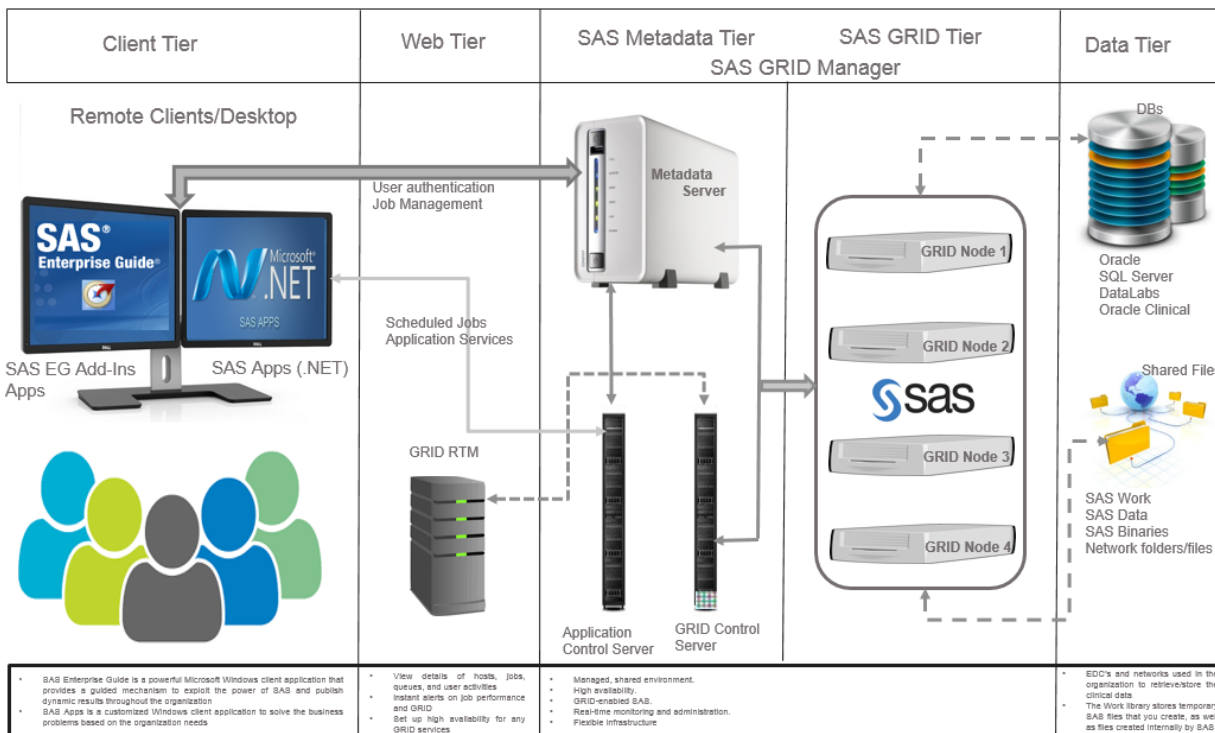 Client Tier
Web Tier
SAS Metadata Tier
SAS GRID Tier
Data Tier
SAS GRID Manager
Remote Clients/Desktop
DBs
User authentication
Job Management
Metadata
Server
SAS®
Enterprise Guide®
Microsoft®
.NET
SAS APPS
GRID Node 1
Oracle
SQL Server
DataLabs
Oracle Clinical
Scheduled Jobs
Application Services
GRID Node 2
SAS EG Add-Ins
Apps
SAS Apps (.NET)
Shared Files
sas
GRID RTM
GRID Node 3
SAS Work
SAS Data
SAS Binaries
Network folders/files
GRID Node 4
Application
Control Server
GRID Control
Server
• SAS Enterprise Guide is a powerful Microsoft Windows client application that
provides a guided mechanism to exploit the power of SAS and publish
dynamic results throughout the organization
• SAS Apps is a customized Windows client application to solve the business
problems based on the organization needs
• View details of hosts, jobs,
queues, and user activities
• Instant alerts on job performance
and GRID
• Set up high availability for any
GRID services
• Managed, shared environment.
• High availability.
• GRID-enabled SAS.
• Real-time monitoring and administration.
• Flexible infrastructure
• EDC's and networks used in the
organization to retrieve/store the
clinical data
• The Work library stores temporary
SAS files that you create, as well
as files created internally by SAS